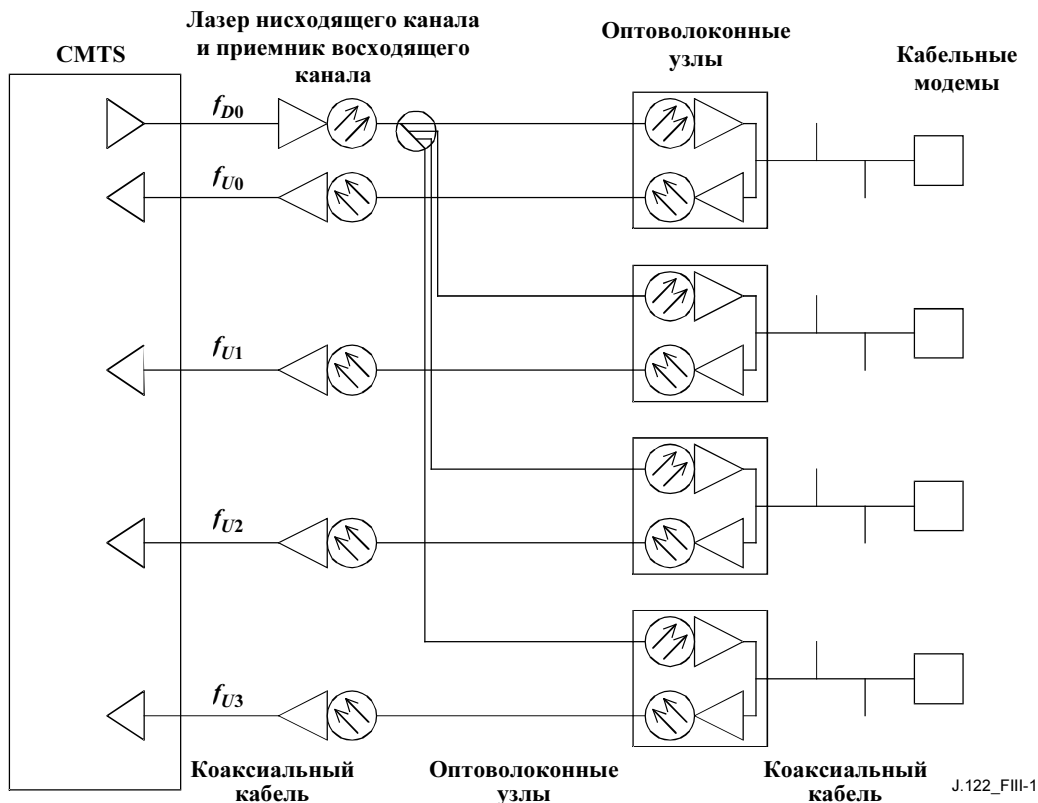 Лазер нисходящего канала
и приемник восходящего
канала
CMTS
Оптоволоконные
узлы
Кабельные
модемы
fD0
fU0
fU1
fU2
fU3
Коаксиальный
кабель
Оптоволоконные
узлы
Коаксиальный
кабель
J.122_FIII-1